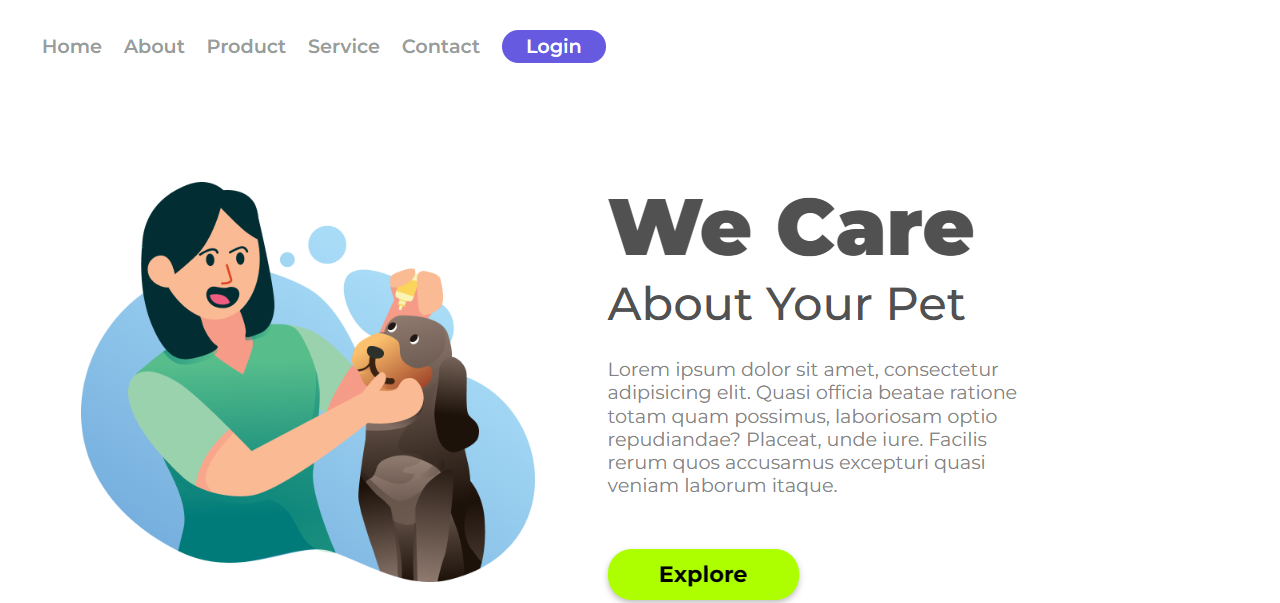 Home About Product Service Contact Login
We Care
About Your Pet
Lorem ipsum dolor sit amet, consectetur
adipisicing elit. Quasi officia beatae ratione
totam quam possimus, laboriosam optio
repudiandae? Placeat, unde iure. Facilis
rerum quos accusamus excepturi quasi
veniam laborum itaque.
Explore